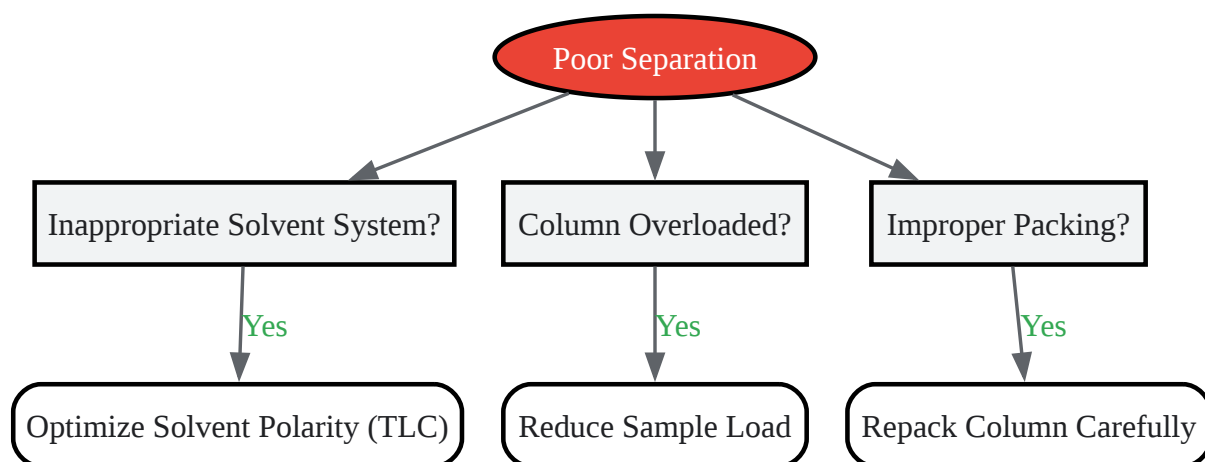 Poor Separation
Inappropriate Solvent System?
Column Overloaded?
Improper Packing?
Yes
Yes
Yes
Optimize Solvent Polarity (TLC)
Reduce Sample Load
Repack Column Carefully